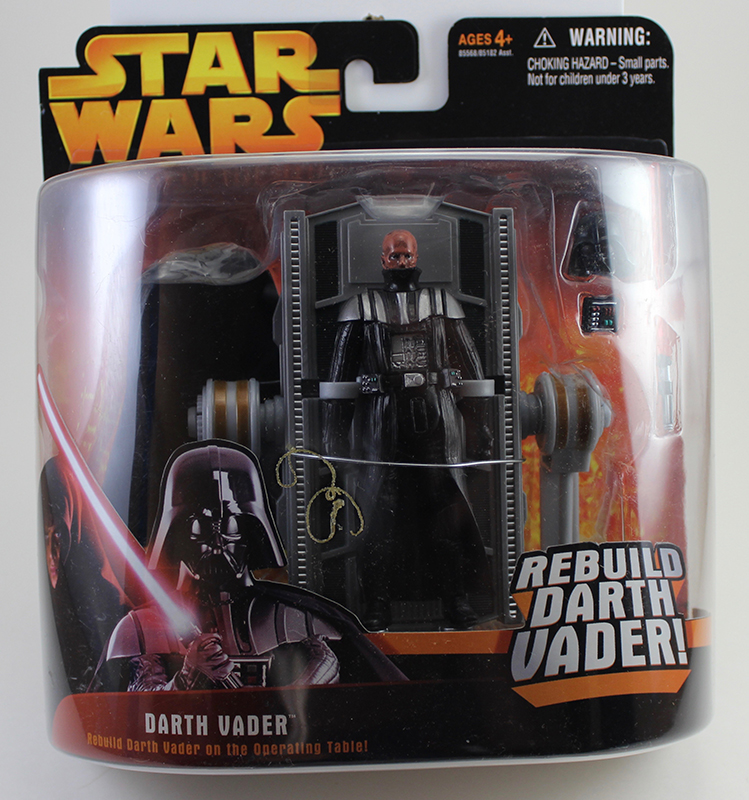 STAR
WARS
AGES 4+
85568/85182 Asst.
⚠ WARNING:
CHOKING HAZARD – Small parts.
Not for children under 3 years.
REBUILD
DARTH
VADER!
DARTH VADER™
Rebuild Darth Vader on the Operating Table!